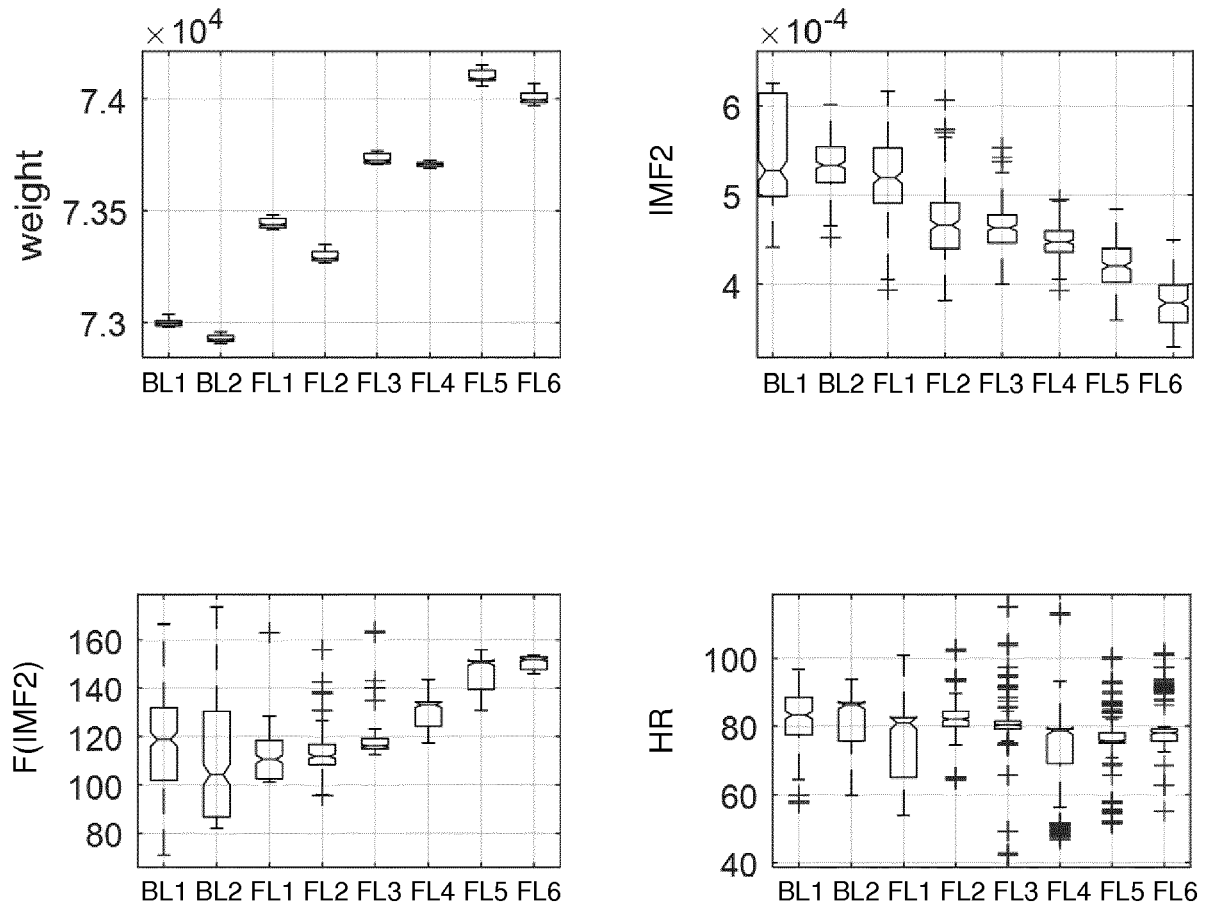 × 10^4
7.4
7.35
7.3
weight
BL1 BL2 FL1 FL2 FL3 FL4 FL5 FL6
× 10^-4
6
5
4
IMF2
BL1 BL2 FL1 FL2 FL3 FL4 FL5 FL6
160
140
120
100
80
F(IMF2)
BL1 BL2 FL1 FL2 FL3 FL4 FL5 FL6
100
80
60
40
HR
BL1 BL2 FL1 FL2 FL3 FL4 FL5 FL6